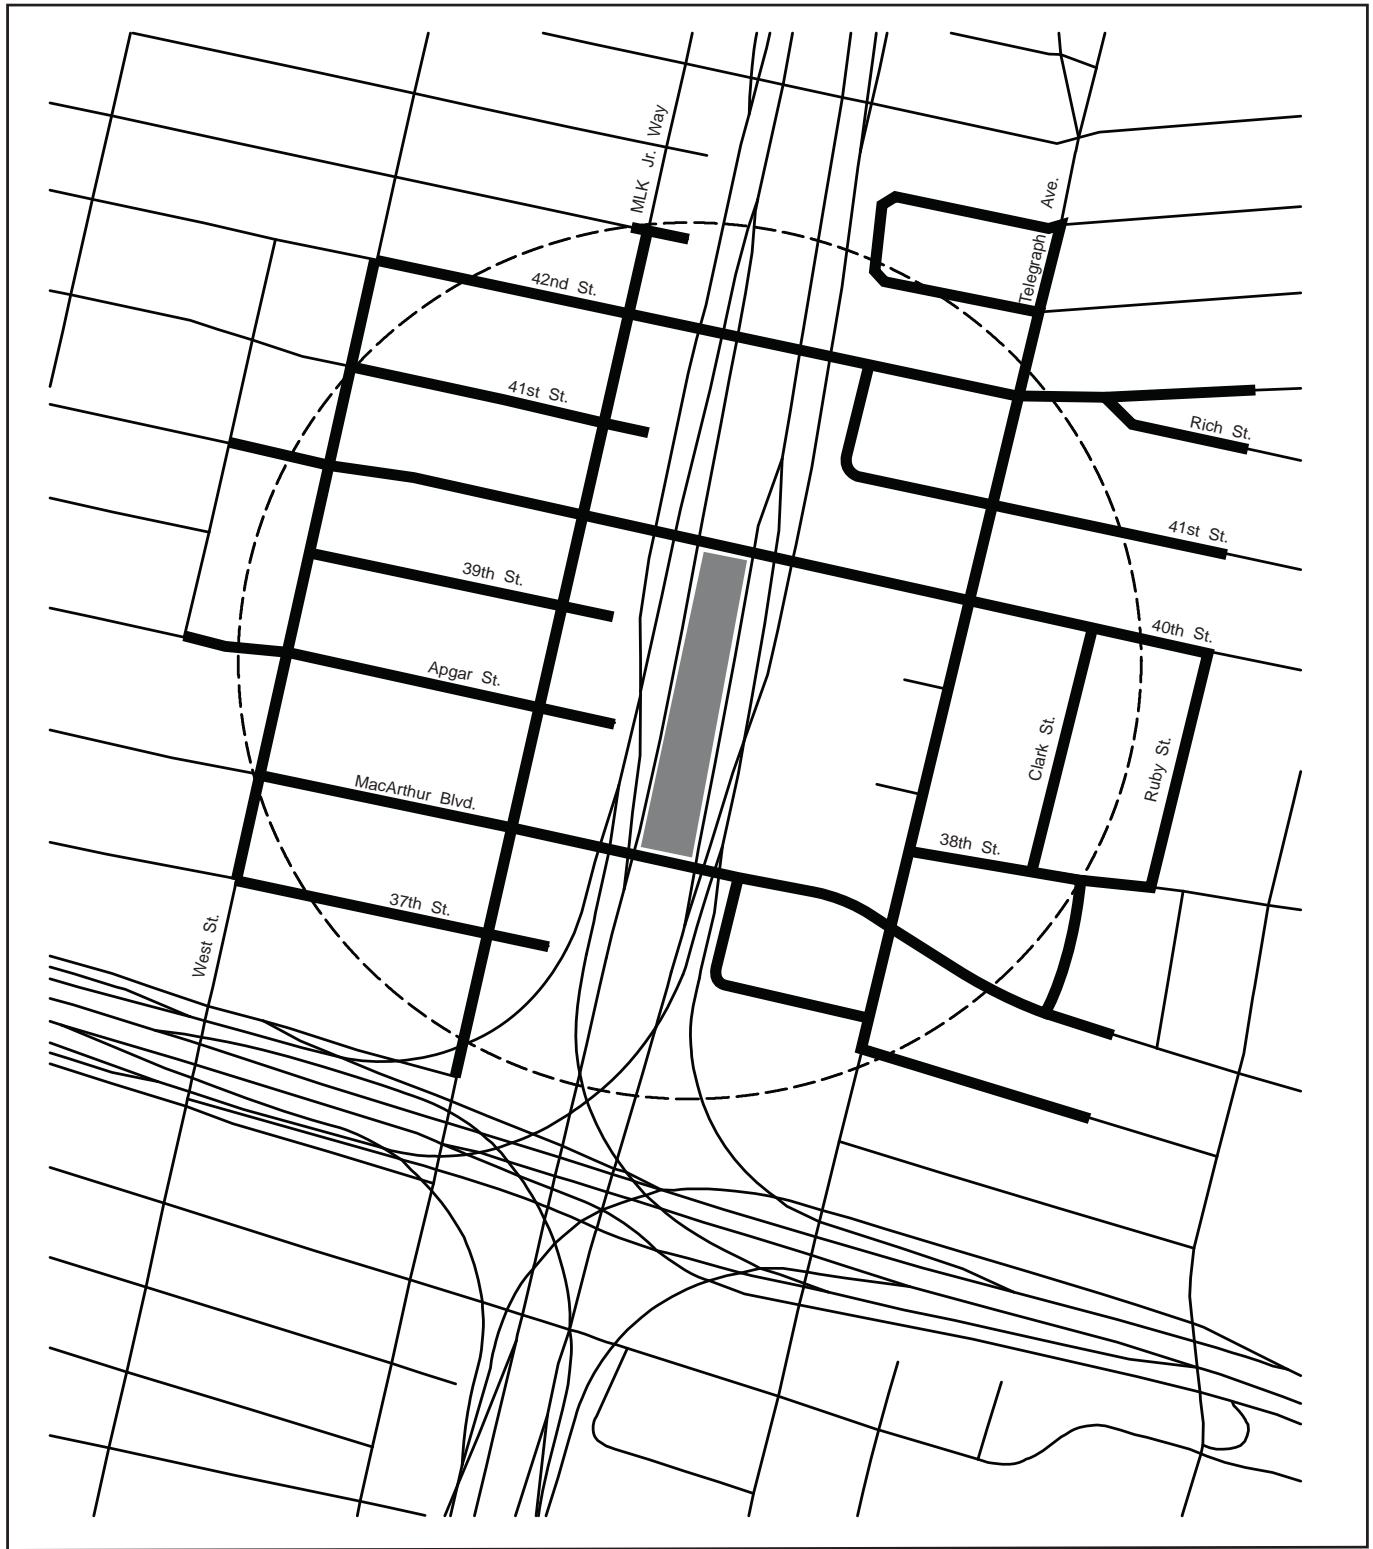 MLK Jr. Way
Telegraph Ave.
42nd St.
41st St.
Rich St.
41st St.
39th St.
40th St.
Apgar St.
Clark St.
Ruby St.
MacArthur Blvd.
38th St.
37th St.
West St.